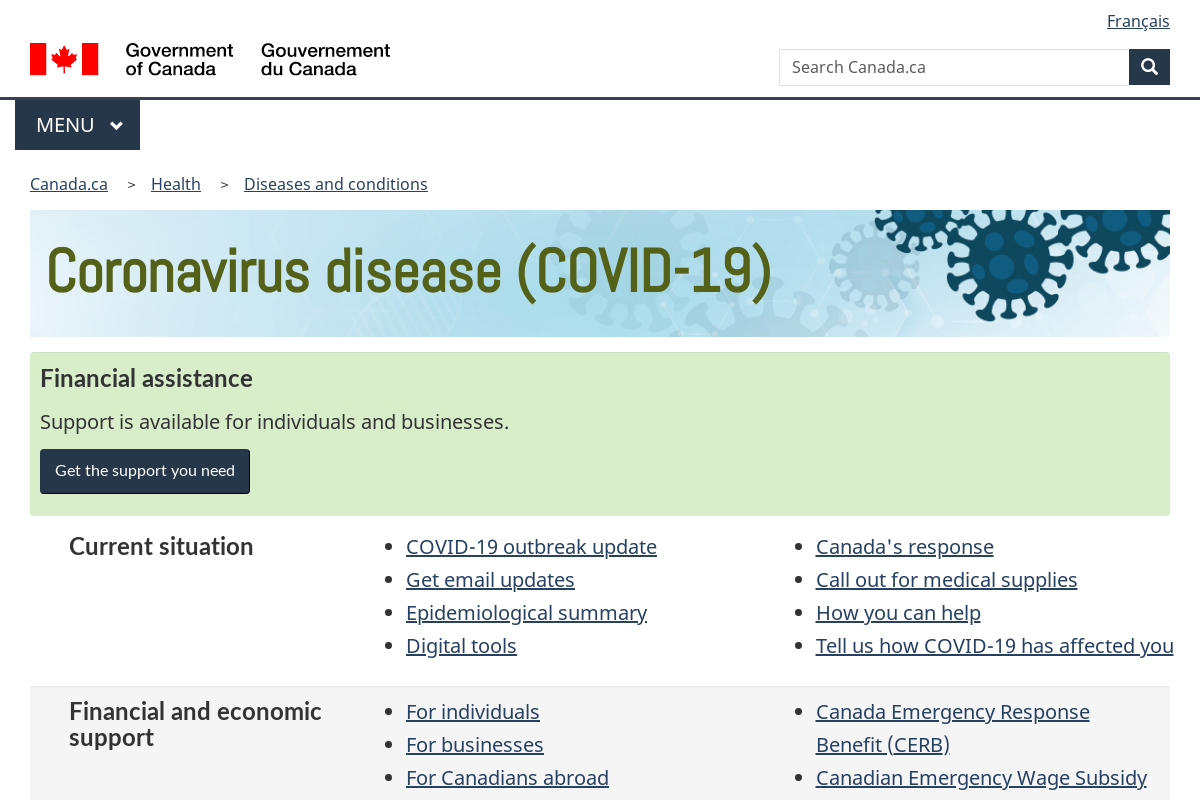 Français
Government of Canada
Gouvernement du Canada
Search Canada.ca
MENU
Canada.ca > Health > Diseases and conditions
Coronavirus disease (COVID-19)
Financial assistance
Support is available for individuals and businesses.
Get the support you need
Current situation
COVID-19 outbreak update
Get email updates
Epidemiological summary
Digital tools
Canada's response
Call out for medical supplies
How you can help
Tell us how COVID-19 has affected you
Financial and economic
support
For individuals
For businesses
For Canadians abroad
Canada Emergency Response
Benefit (CERB)
Canadian Emergency Wage Subsidy